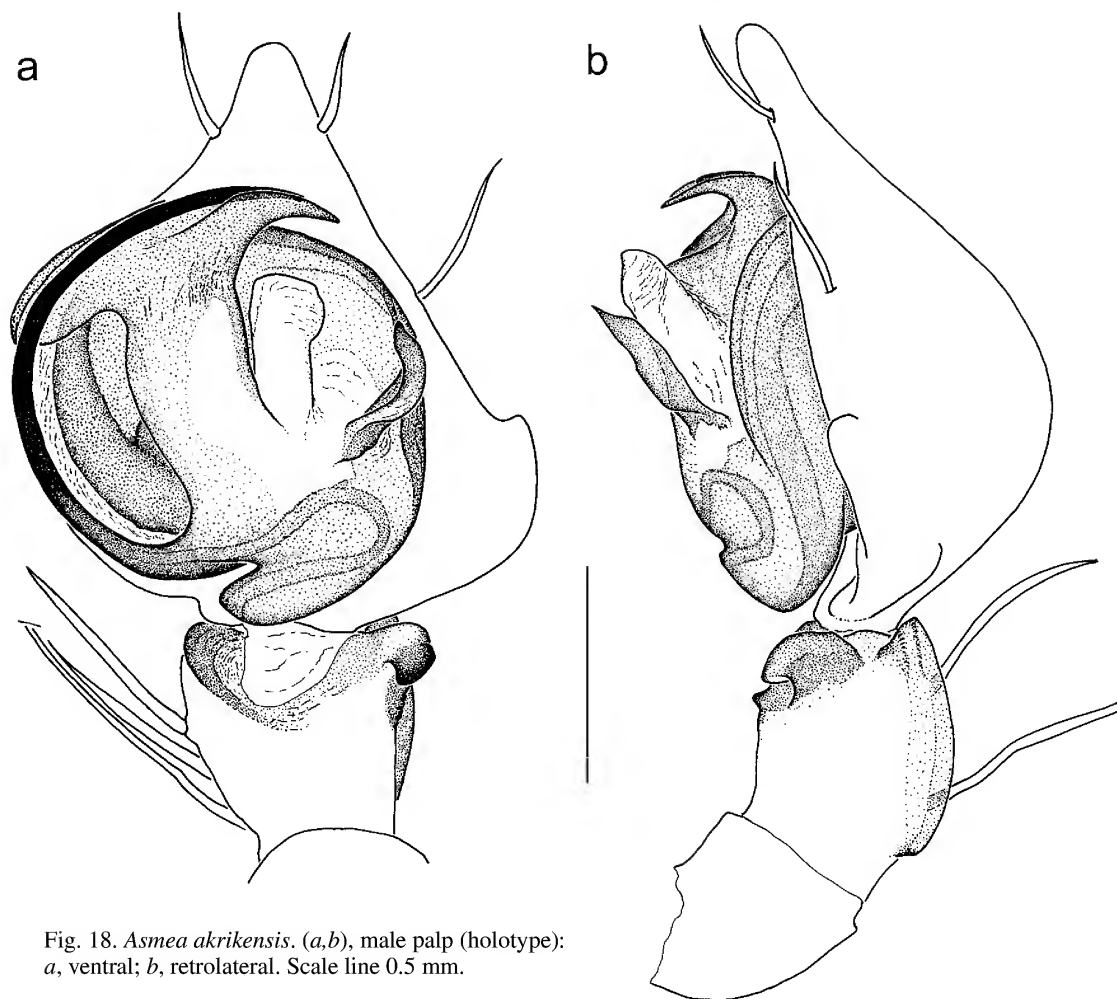 a
b
Fig. 18. Asmea akrikensis. (a,b), male palp (holotype):
a, ventral; b, retrolateral. Scale line 0.5 mm.